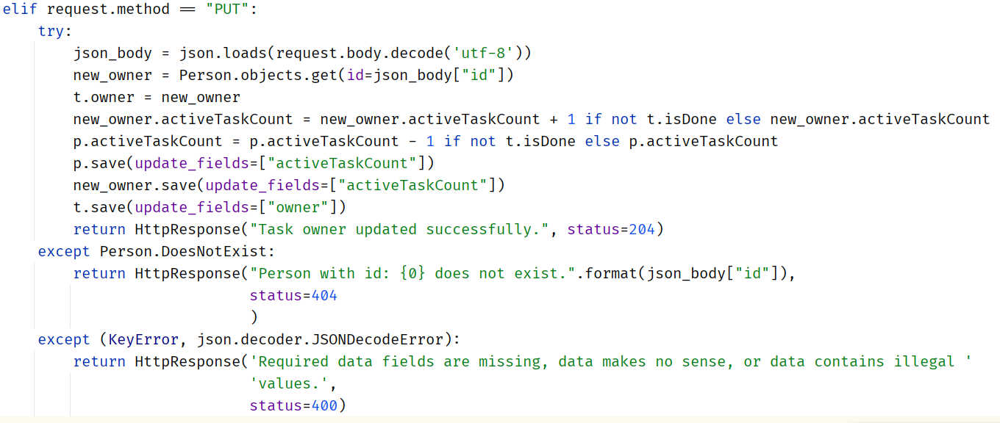 elif request.method == "PUT":
    try:
        json_body = json.loads(request.body.decode('utf-8'))
        new_owner = Person.objects.get(id=json_body["id"])
        t.owner = new_owner
        new_owner.activeTaskCount = new_owner.activeTaskCount + 1 if not t.isDone else new_owner.activeTaskCount
        p.activeTaskCount = p.activeTaskCount - 1 if not t.isDone else p.activeTaskCount
        p.save(update_fields=["activeTaskCount"])
        new_owner.save(update_fields=["activeTaskCount"])
        t.save(update_fields=["owner"])
        return HttpResponse("Task owner updated successfully.", status=204)
    except Person.DoesNotExist:
        return HttpResponse("Person with id: {0} does not exist.".format(json_body["id"]),
                            status=404
                            )
    except (KeyError, json.decoder.JSONDecodeError):
        return HttpResponse('Required data fields are missing, data makes no sense, or data contains illegal '
                            'values.',
                            status=400)